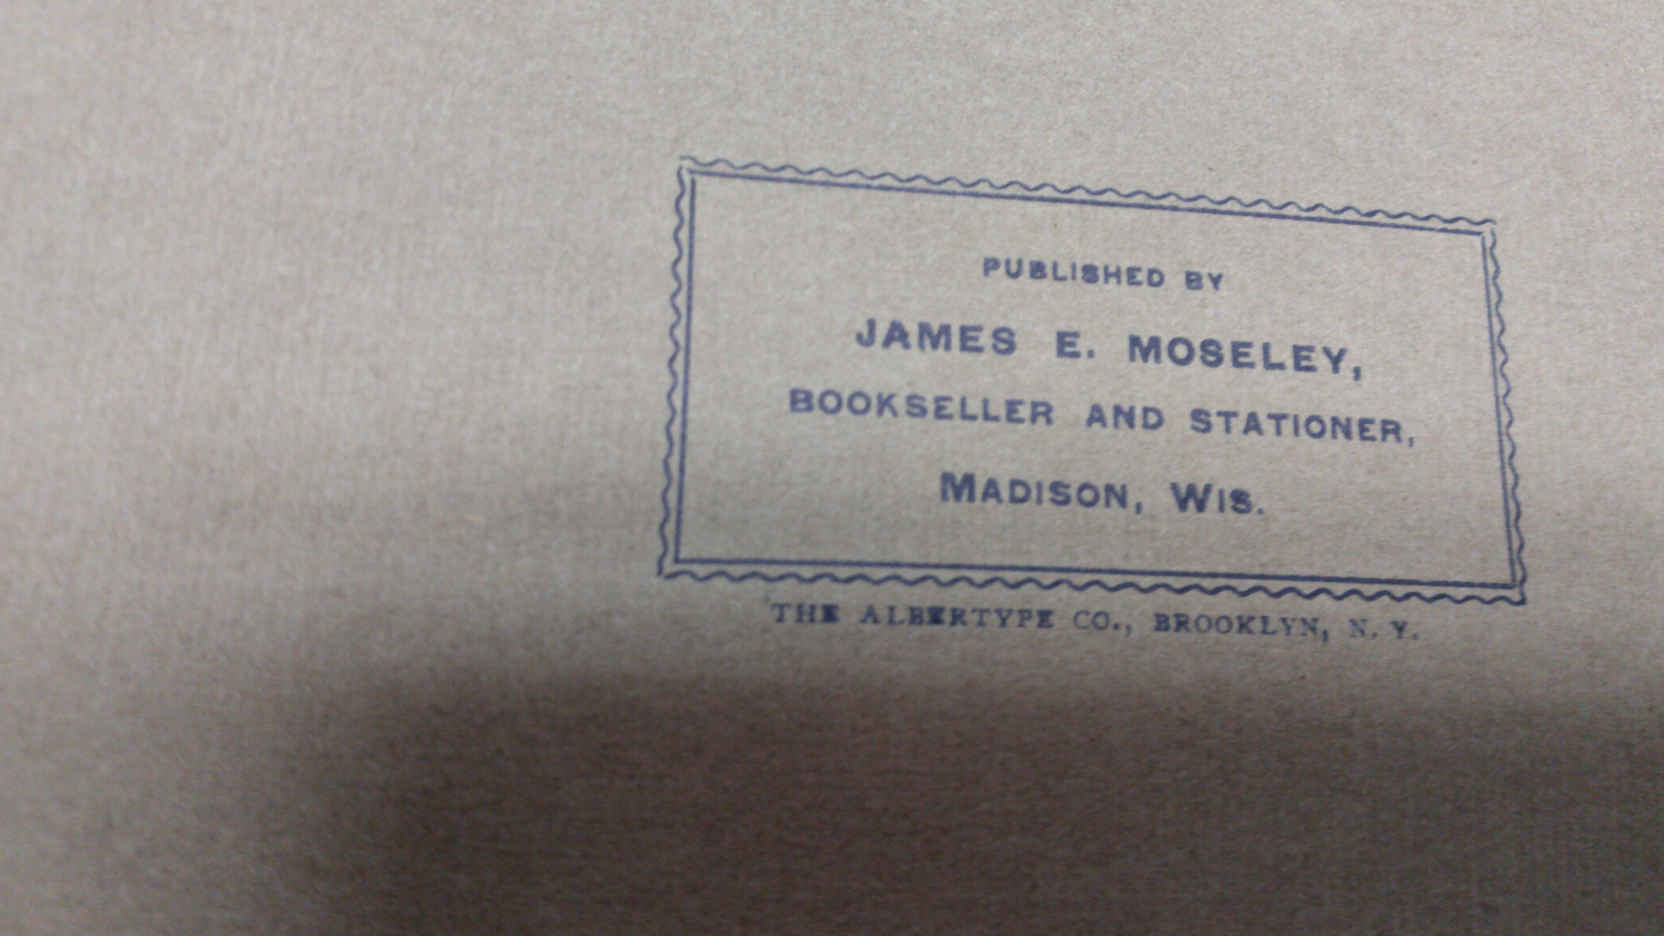 PUBLISHED BY
JAMES E. MOSELEY,
BOOKSELLER AND STATIONER,
MADISON, WIS.
THE ALBERTYPE CO., BROOKLYN, N. Y.